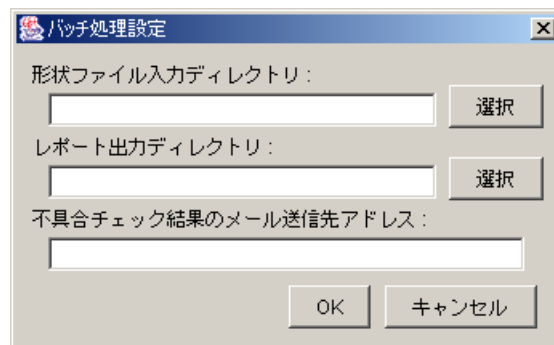 バッチ処理設定
形状ファイル入力ディレクトリ:
選択
レポート出力ディレクトリ:
選択
不具合チェック結果のメール送信先アドレス:
OK キャンセル